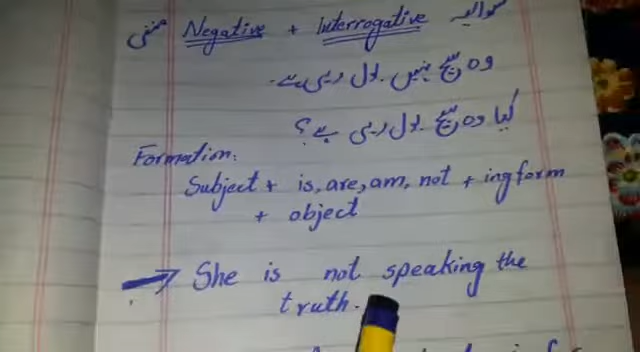 منفی Negative + Interrogative سوالیہ
وہ سچ نہیں بول رہی ہے۔
کیا وہ سچ بول رہی ہے؟
Formation:
Subject + is, are, am, not + ing form
+ object
→ She is not speaking the
truth.